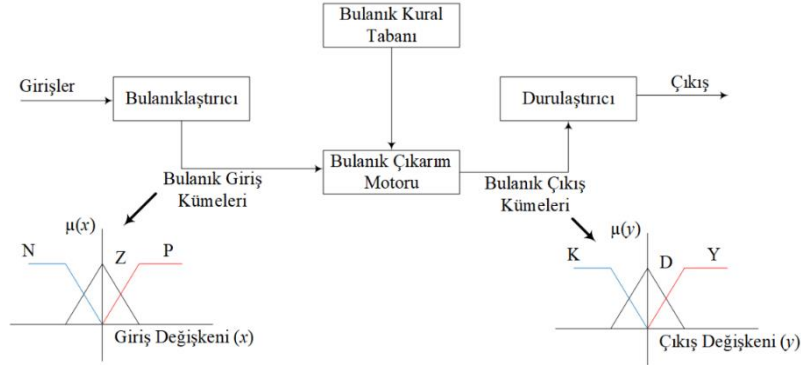 Bulanık Kural
Tabanı
Girişler
Bulanıklaştırıcı
Durulaştırıcı
Çıkış
Bulanık Çıkarım
Motoru
Bulanık Giriş
Kümeleri
Bulanık Çıkış
Kümeleri
µ(x)
N
Z
P
Giriş Değişkeni (x)
µ(y)
K
D
Y
Çıkış Değişkeni (y)